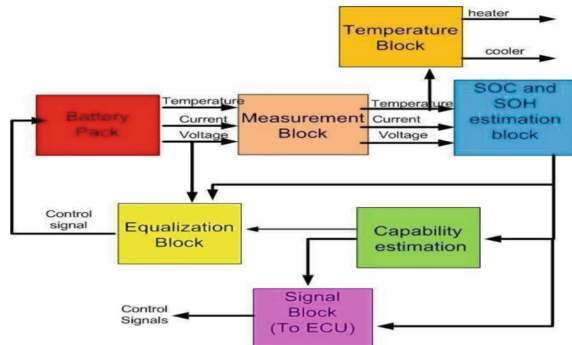 heater
Temperature
Block
cooler
Battery
Pack
Temperature
Current
Voltage
Measurement
Block
Temperature
Current
Voltage
SOC and
SOH
estimation
block
Control
signal
Equalization
Block
Capability
estimation
Control
Signals
Signal
Block
(To ECU)